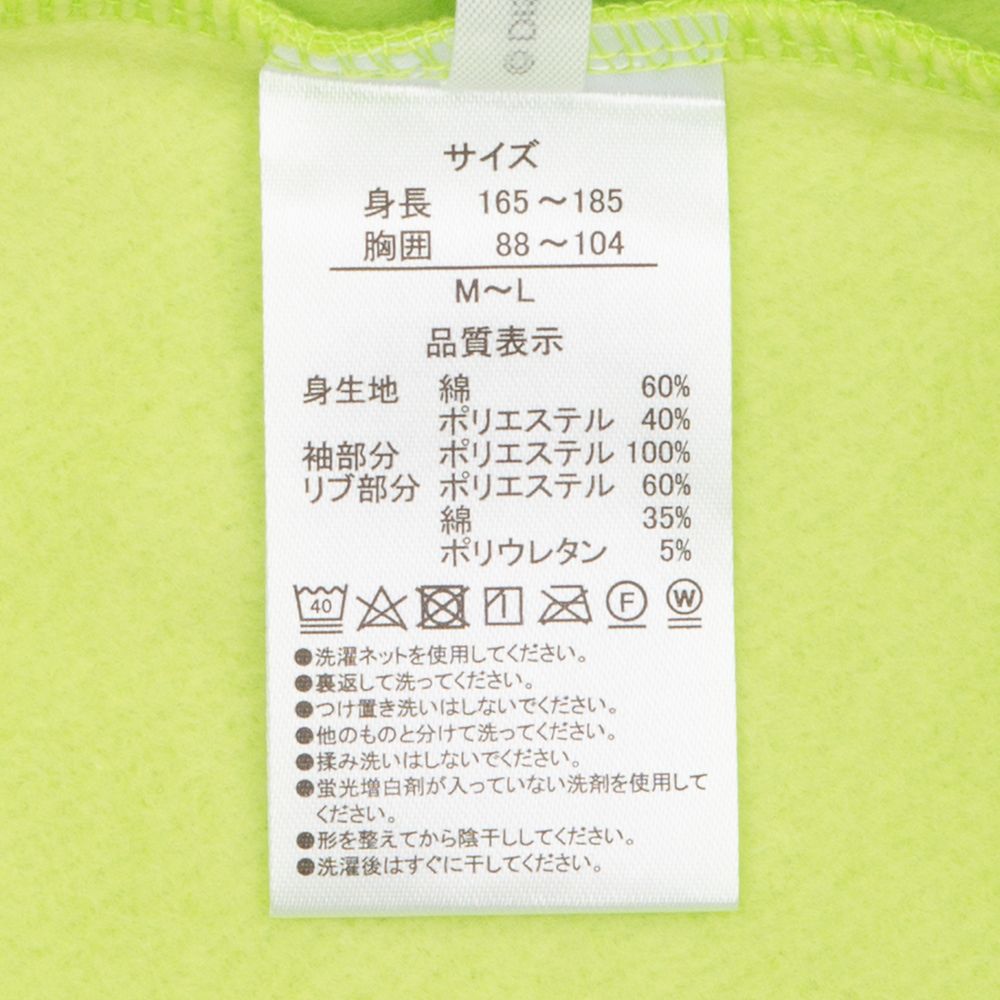 サイズ
身長 165～185
胸囲 88～104
M～L
品質表示
身生地 綿 60%
ポリエステル 40%
袖部分 ポリエステル 100%
リブ部分 ポリエステル 60%
綿 35%
ポリウレタン 5%
40 F W
●洗濯ネットを使用してください。
●裏返して洗ってください。
●つけ置き洗いはしないでください。
●他のものと分けて洗ってください。
●揉み洗いはしないでください。
●蛍光増白剤が入っていない洗剤を使用して
ください。
●形を整えてから陰干ししてください。
●洗濯後はすぐに干してください。